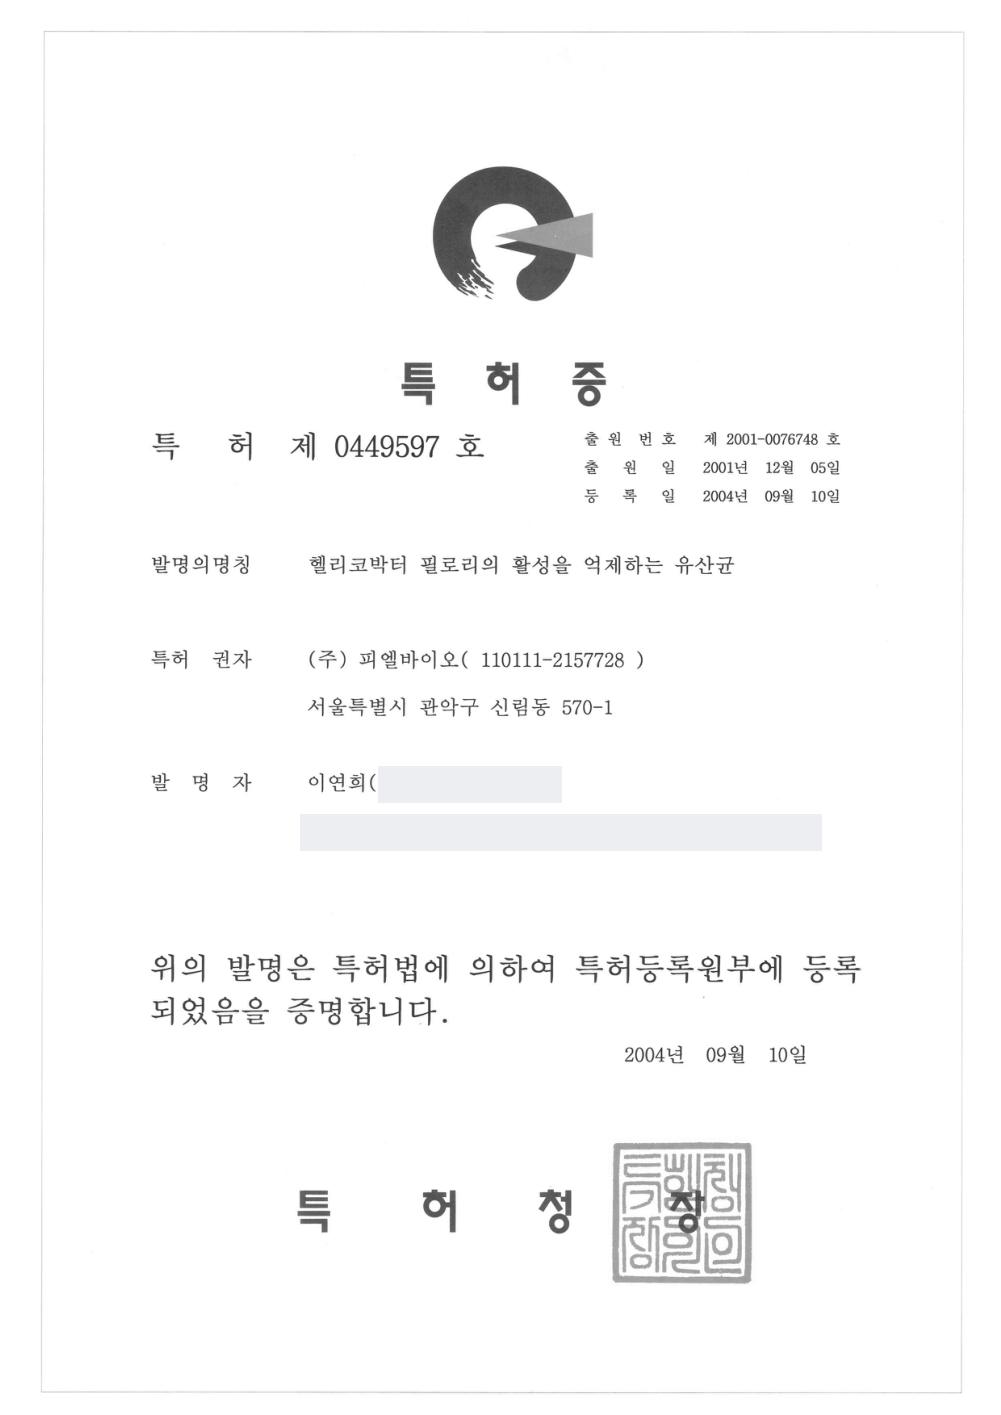 특 허 증
특 허 제 0449597 호
출 원 번 호 제 2001-0076748 호
출 원 일 2001년 12월 05일
등 록 일 2004년 09월 10일
발명의명칭 헬리코박터 필로리의 활성을 억제하는 유산균
특허 권자 (주) 피엘바이오( 110111-2157728 )
서울특별시 관악구 신림동 570-1
발 명 자 이연희(
위의 발명은 특허법에 의하여 특허등록원부에 등록
되었음을 증명합니다.
2004년 09월 10일
특 허 청 장